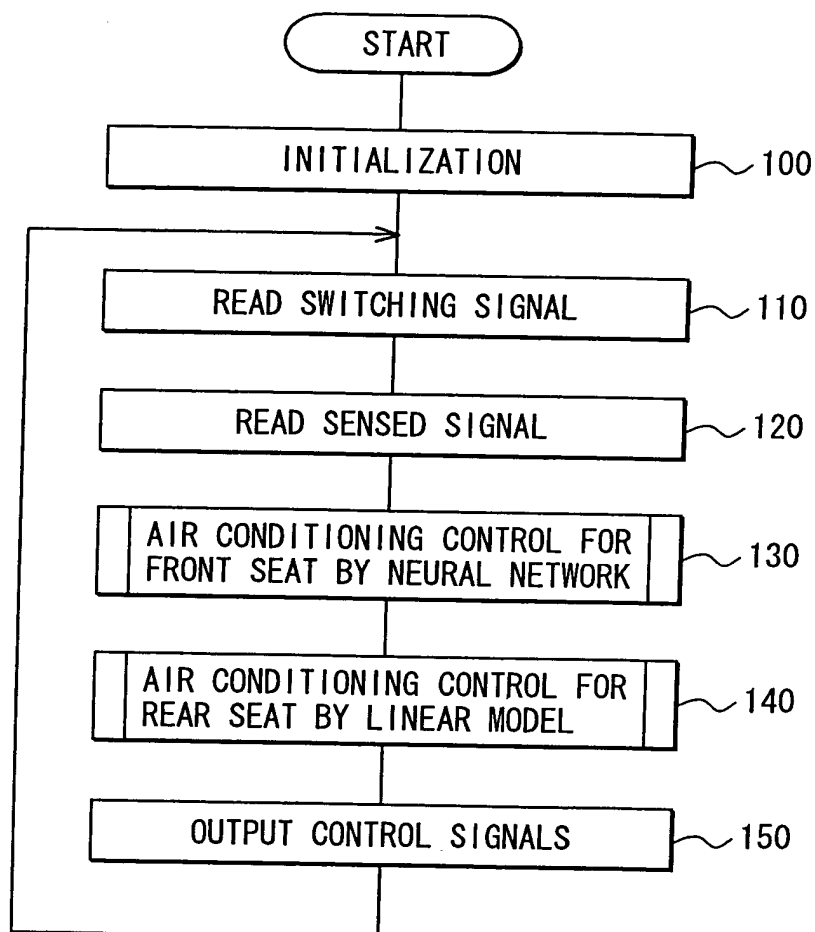 START
INITIALIZATION
100
READ SWITCHING SIGNAL
110
READ SENSED SIGNAL
120
AIR CONDITIONING CONTROL FOR
FRONT SEAT BY NEURAL NETWORK
130
AIR CONDITIONING CONTROL FOR
REAR SEAT BY LINEAR MODEL
140
OUTPUT CONTROL SIGNALS
150